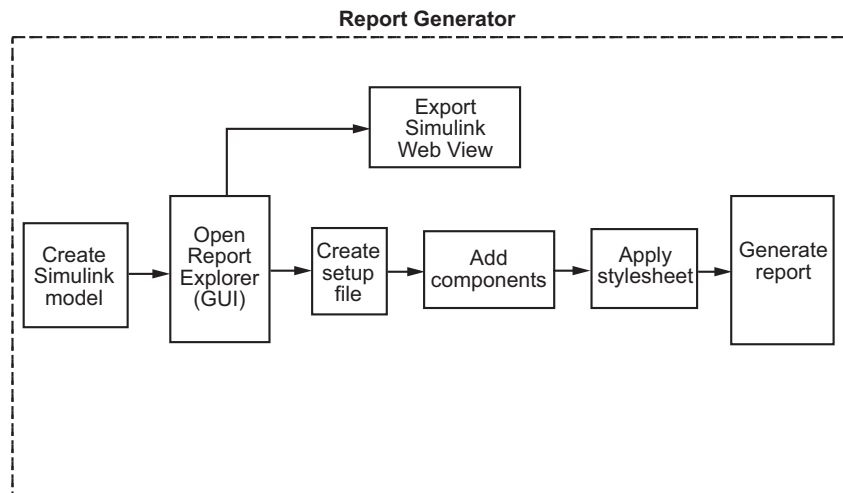 Report Generator
Export
Simulink
Web View
Create
Simulink
model
Open
Report
Explorer
(GUI)
Create
setup
file
Add
components
Apply
stylesheet
Generate
report